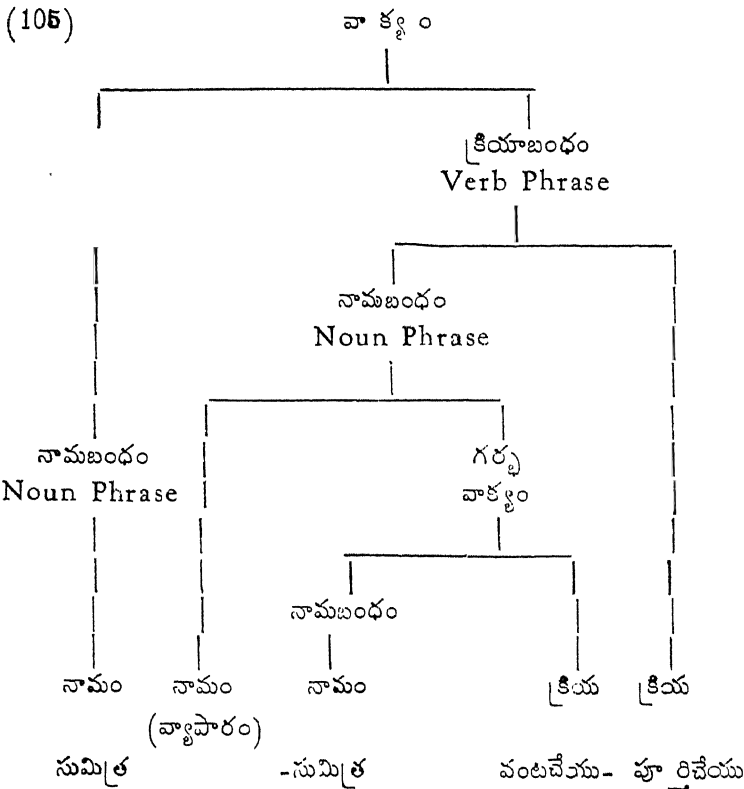 (105)
వాక్యం
క్రియాబంధం
Verb Phrase
నామబంధం
Noun Phrase
నామబంధం
Noun Phrase
గర్భ
వాక్యం
నామబంధం
నామం నామం నామం క్రియ క్రియ
(వ్యాపారం)
సుమిత్ర -సుమిత్ర వంటచేయు- పూర్తిచేయు